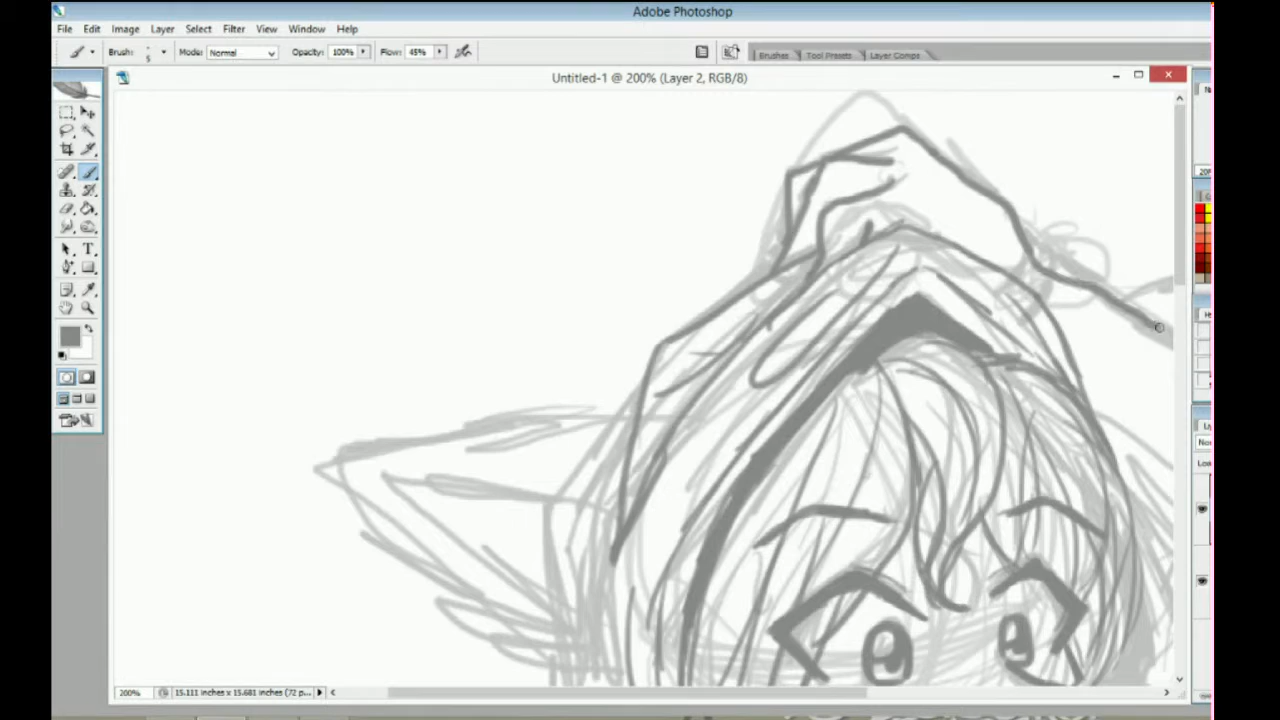 Adobe Photoshop
File Edit Image Layer Select Filter View Window Help
Brush: 5 Mode: Normal Opacity: 100% Flow: 45% Brushes Tool Presets Layer Comps
Untitled-1 @ 200% (Layer 2, RGB/8)
200% 15.111 inches x 15.681 inches (72 p...